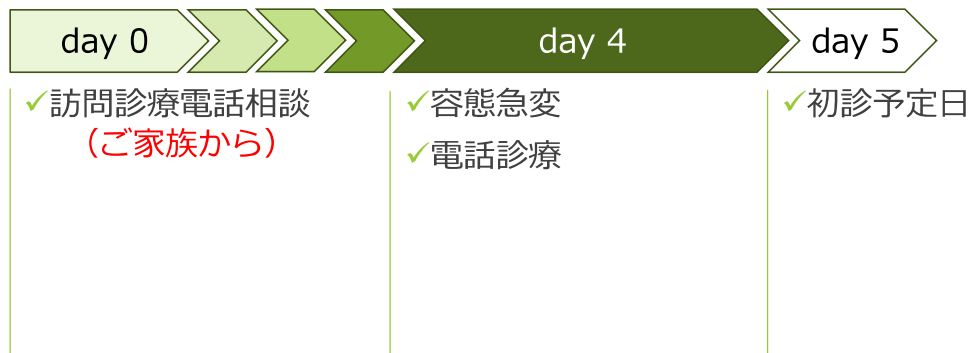 day 0
day 4
day 5
✓訪問診療電話相談
（ご家族から）
✓容態急変
✓電話診療
✓初診予定日